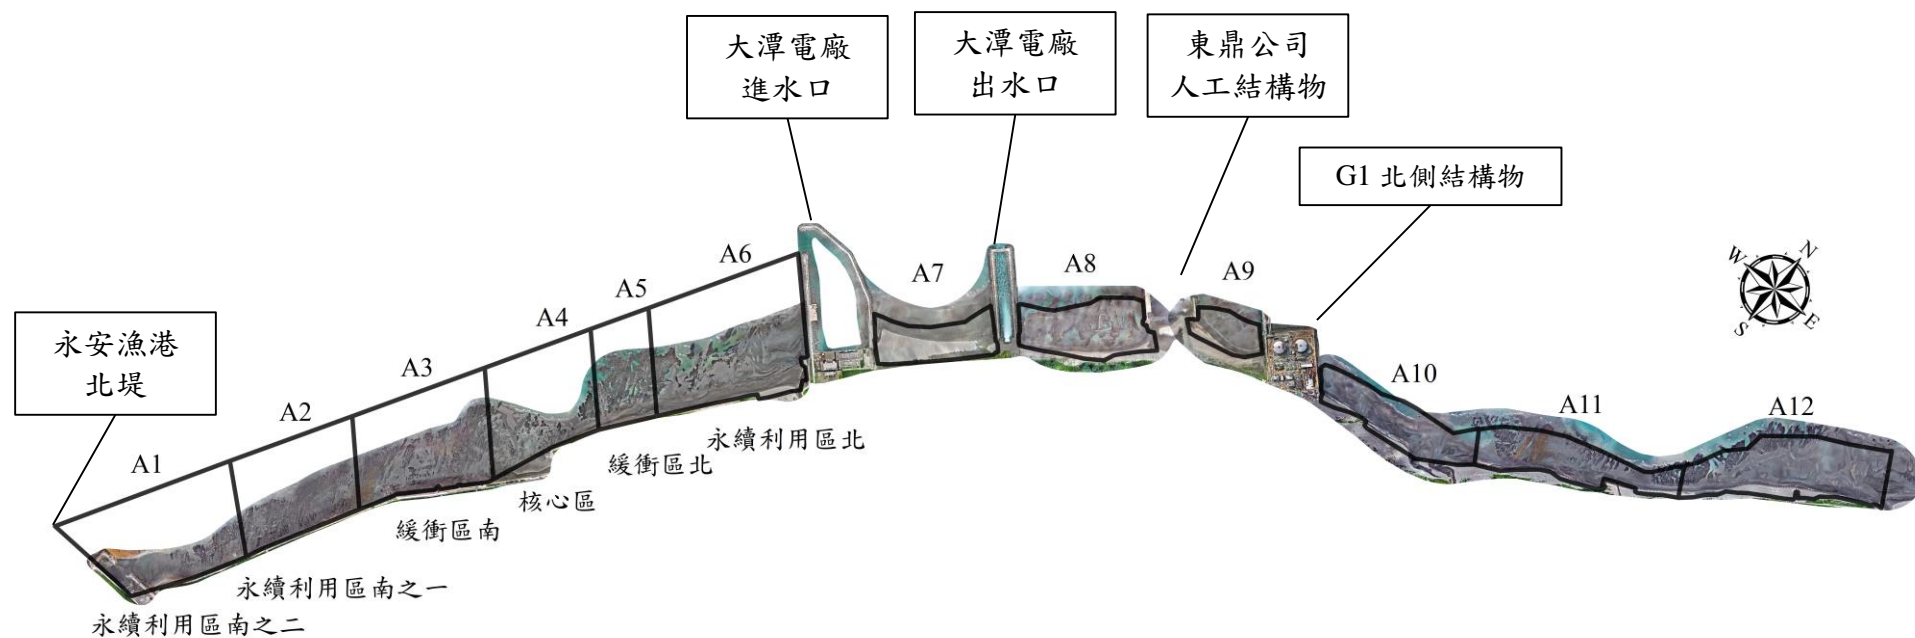 大潭電廠
進水口
大潭電廠
出水口
東鼎公司
人工結構物
G1 北側結構物
永安漁港
北堤
A1
A2
A3
A4
A5
A6
A7
A8
A9
A10
A11
A12
永續利用區北
緩衝區北
核心區
緩衝區南
永續利用區南之一
永續利用區南之二
N
W
E
S